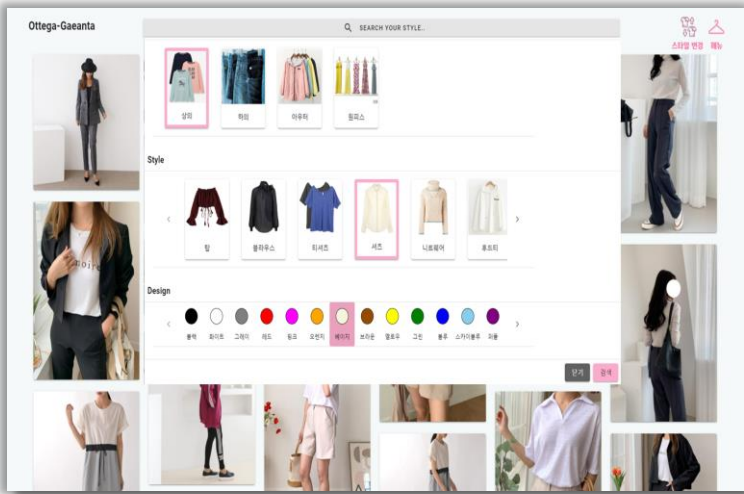 Ottega-Gaeanta
SEARCH YOUR STYLE..
스타일 변경 메뉴
상의 하의 아우터 원피스
Style
탑 블라우스 티셔츠 셔츠 니트웨어 후드티
Design
블랙 화이트 그레이 레드 핑크 오렌지 베이지 브라운 옐로우 그린 블루 스카이블루 퍼플
닫기 검색